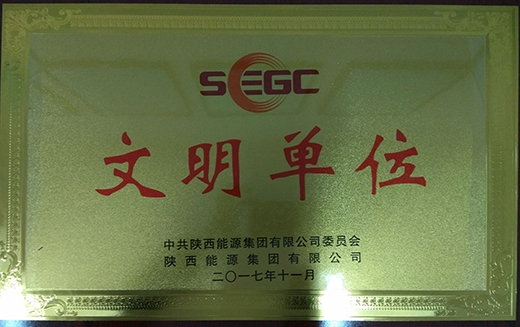 SEGC
文明单位
中共陕西能源集团有限公司委员会
陕西能源集团有限公司
二〇一七年十一月